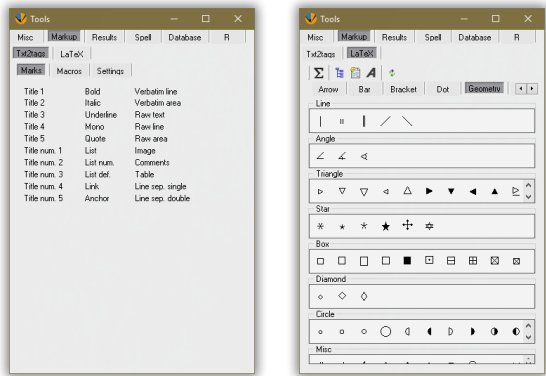 Tools
Misc Markup Results Spell Database R
Txt2tags LaTeX
Marks Macros Settings
Title 1 Bold Verbatim line
Title 2 Italic Verbatim area
Title 3 Underline Raw text
Title 4 Mono Raw line
Title 5 Quote Raw area
Title num. 1 List Image
Title num. 2 List num. Comments
Title num. 3 List def. Table
Title num. 4 Link Line sep. single
Title num. 5 Anchor Line sep. double
Tools
Misc Markup Results Spell Database R
Txt2tags LaTeX
Arrow Bar Bracket Dot Geometry
Line
Angle
Triangle
Star
Box
Diamond
Circle
Misc